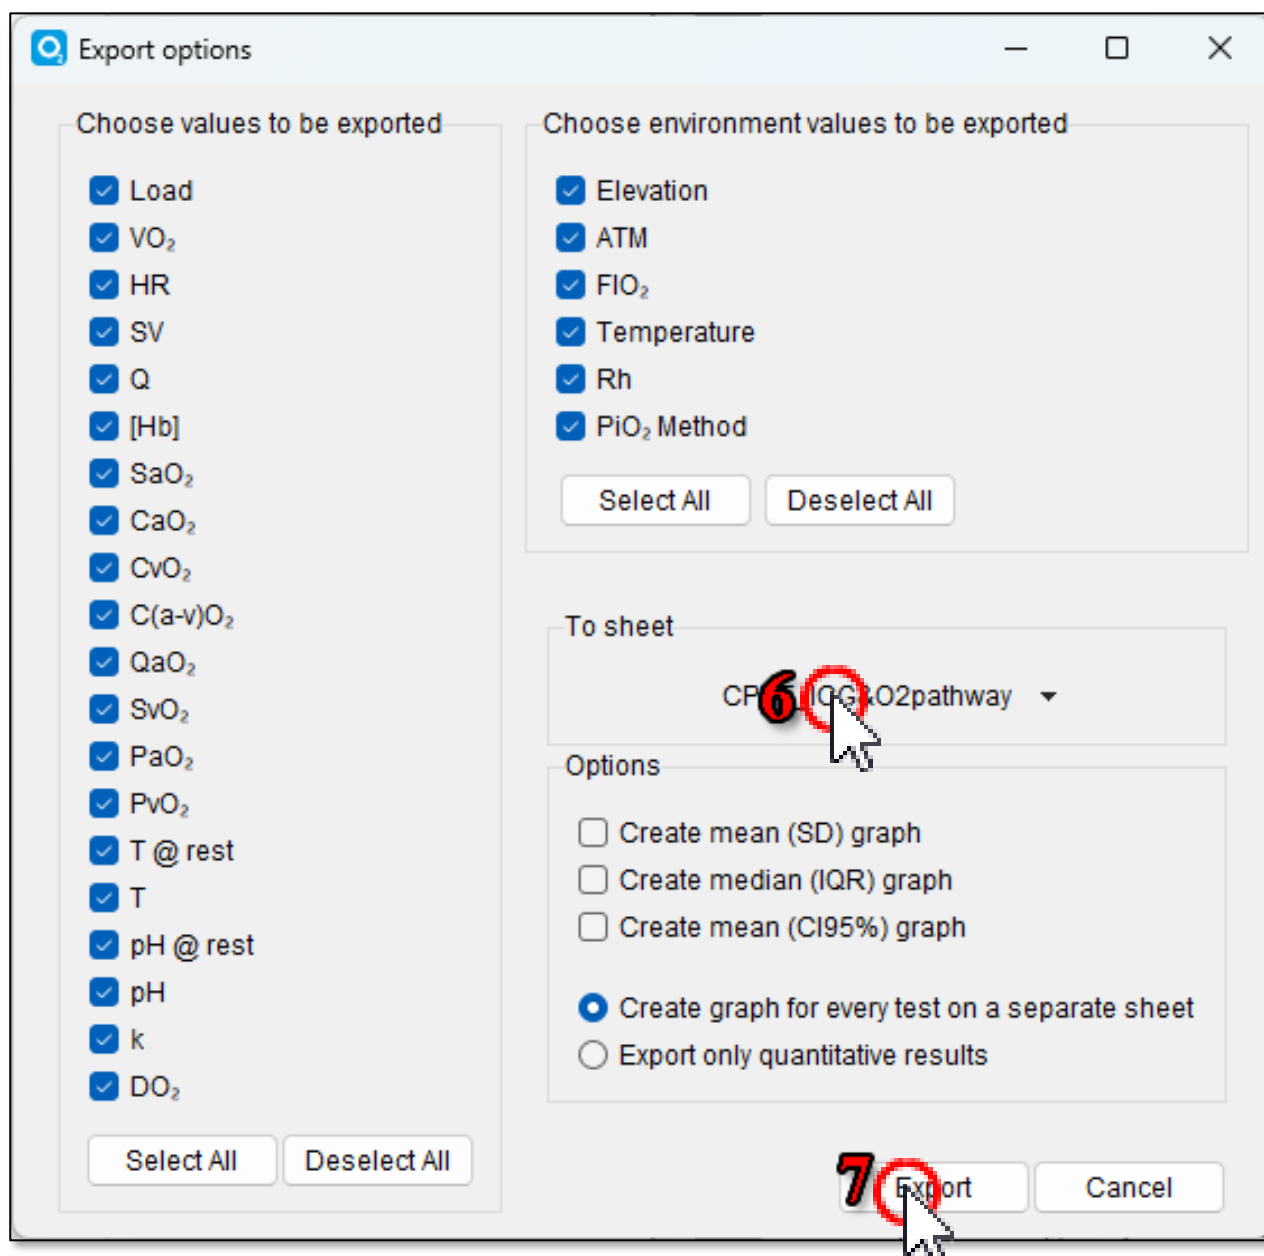 Export options
Choose values to be exported
Load
VO₂
HR
SV
Q
[Hb]
SaO₂
CaO₂
CvO₂
C(a-v)O₂
QaO₂
SvO₂
PaO₂
PvO₂
T @ rest
T
pH @ rest
pH
k
DO₂
Select All
Deselect All
Choose environment values to be exported
Elevation
ATM
FIO₂
Temperature
Rh
PiO₂ Method
Select All
Deselect All
To sheet
6
&O2pathway
Options
Create mean (SD) graph
Create median (IQR) graph
Create mean (CI95%) graph
Create graph for every test on a separate sheet
Export only quantitative results
7
Export
Cancel